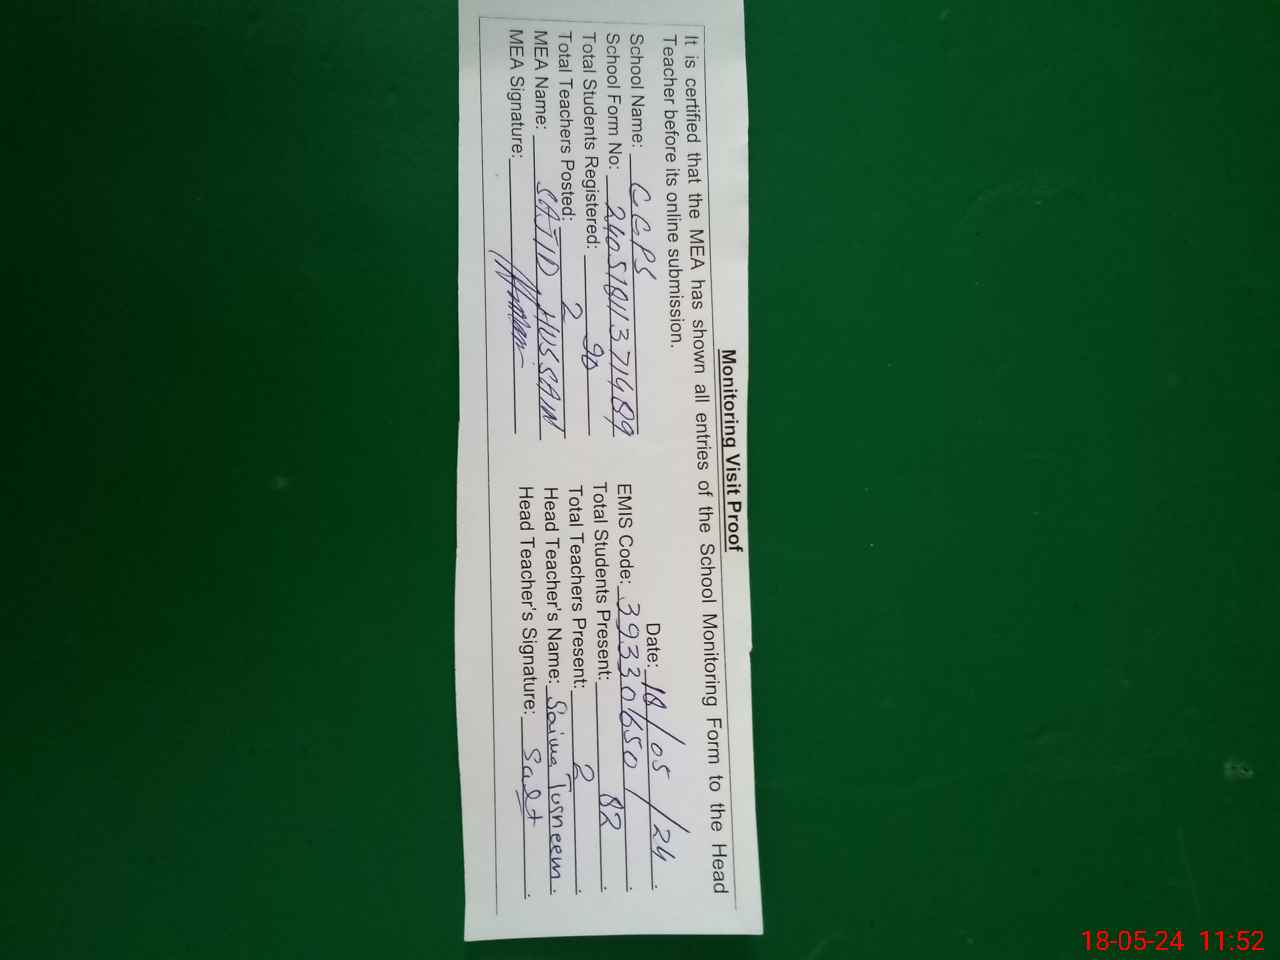 Monitoring Visit Proof
It is certified that the MEA has shown all entries of the School Monitoring Form to the Head
Teacher before its online submission.
Date: 18/05/24.
School Name: GGPS
EMIS Code: 39330650.
School Form No:
Total Students Present: 82.
Total Students Registered: 90
Total Teachers Present: 2.
Total Teachers Posted: 2
Head Teacher's Name: Saima Tasneem.
MEA Name: SAJID HUSSAIN
Head Teacher's Signature:
MEA Signature:
18-05-24 11:52